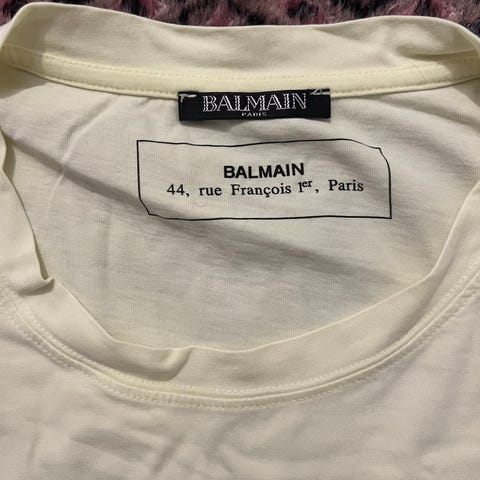 BALMAIN
PARIS
BALMAIN
44, rue François 1er, Paris